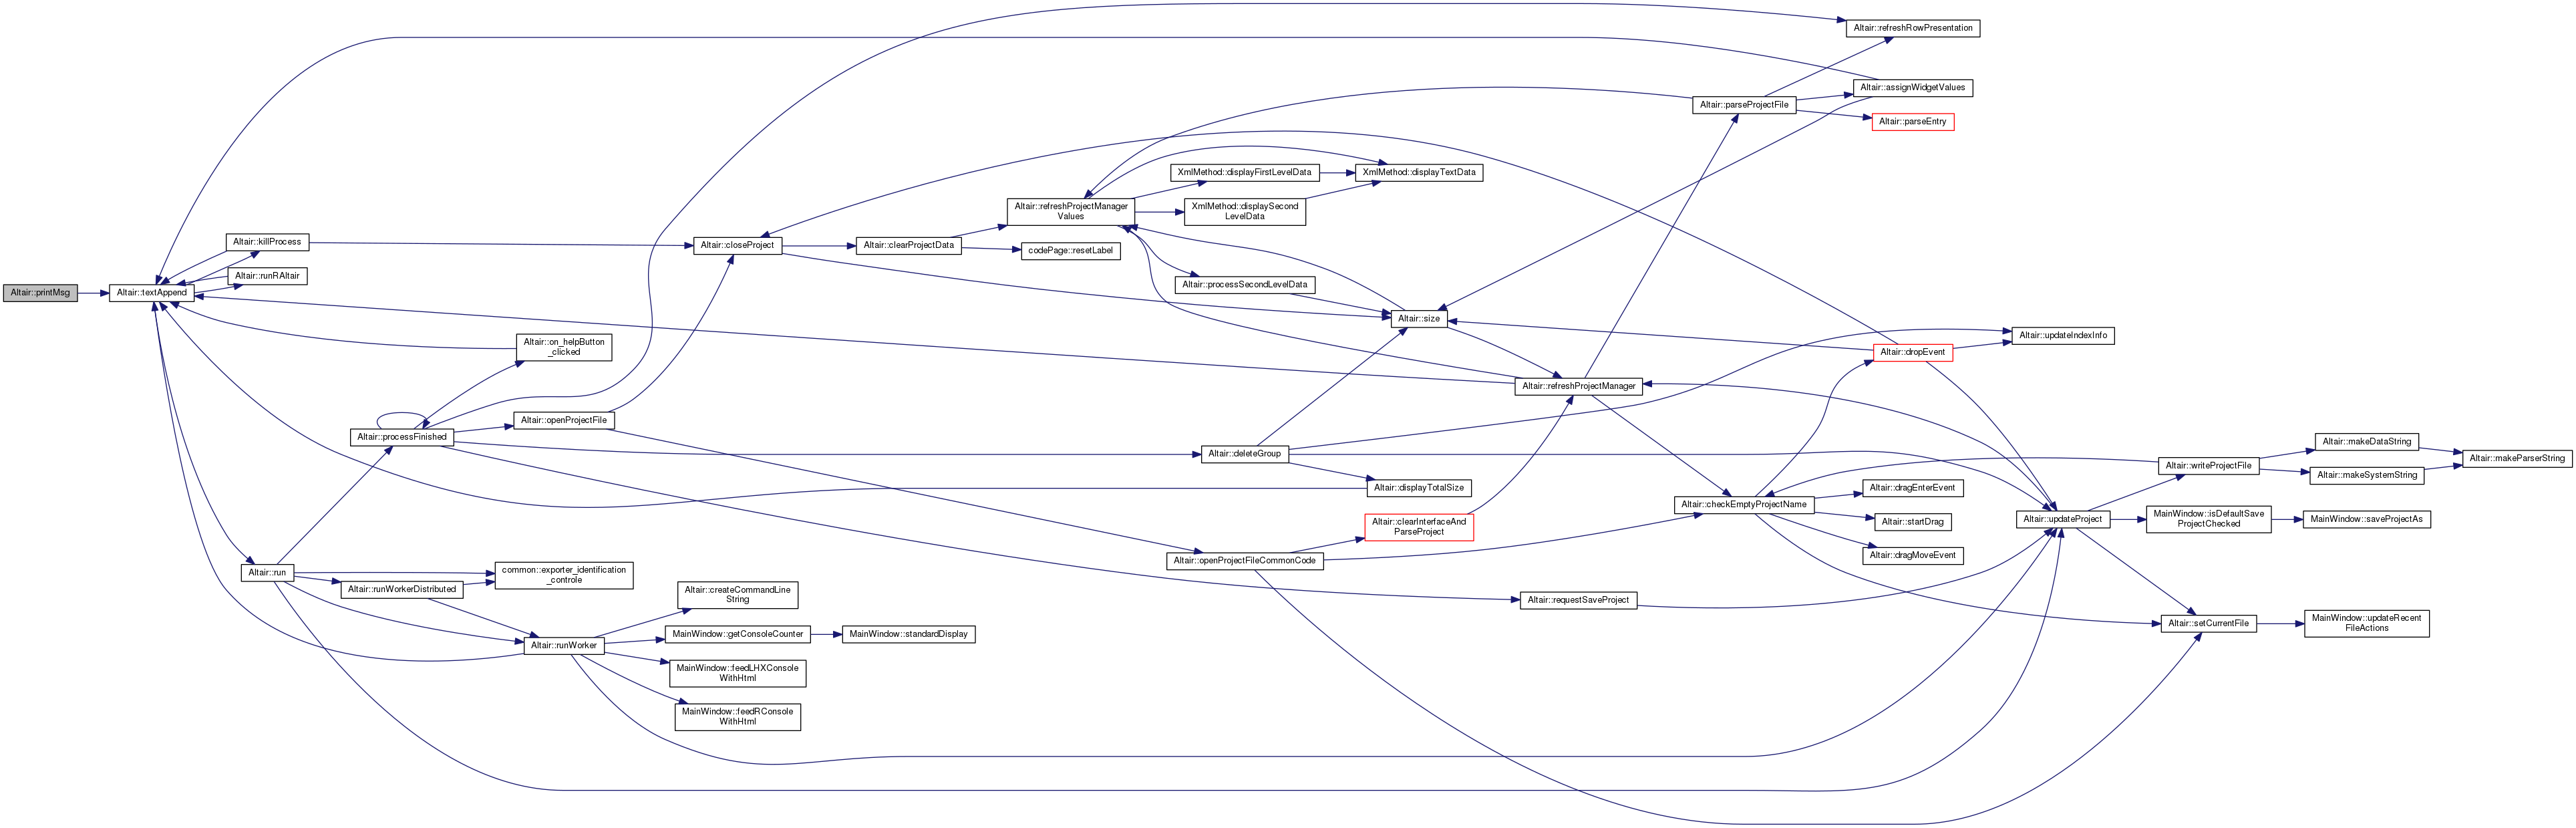 Altair::printMsg
Altair::textAppend
Altair::killProcess
Altair::runRAltair
Altair::run
Altair::processFinished
Altair::runWorkerDistributed
Altair::on_helpButton
_clicked
Altair::openProjectFile
common::exporter_identification
_controle
Altair::runWorker
Altair::createCommandLine
String
MainWindow::getConsoleCounter
MainWindow::feedLHXConsole
WithHtml
MainWindow::feedRConsole
WithHtml
MainWindow::standardDisplay
Altair::closeProject
Altair::clearProjectData
Altair::refreshProjectManager
Values
codePage::resetLabel
XmlMethod::displayFirstLevelData
XmlMethod::displaySecond
LevelData
XmlMethod::displayTextData
Altair::processSecondLevelData
Altair::size
Altair::deleteGroup
Altair::displayTotalSize
Altair::openProjectFileCommonCode
Altair::clearInterfaceAnd
ParseProject
Altair::requestSaveProject
Altair::refreshProjectManager
Altair::parseProjectFile
Altair::refreshRowPresentation
Altair::assignWidgetValues
Altair::parseEntry
Altair::checkEmptyProjectName
Altair::dropEvent
Altair::dragEnterEvent
Altair::startDrag
Altair::dragMoveEvent
Altair::updateIndexInfo
Altair::updateProject
Altair::writeProjectFile
MainWindow::isDefaultSave
ProjectChecked
Altair::setCurrentFile
Altair::makeDataString
Altair::makeSystemString
Altair::makeParserString
MainWindow::saveProjectAs
MainWindow::updateRecent
FileActions